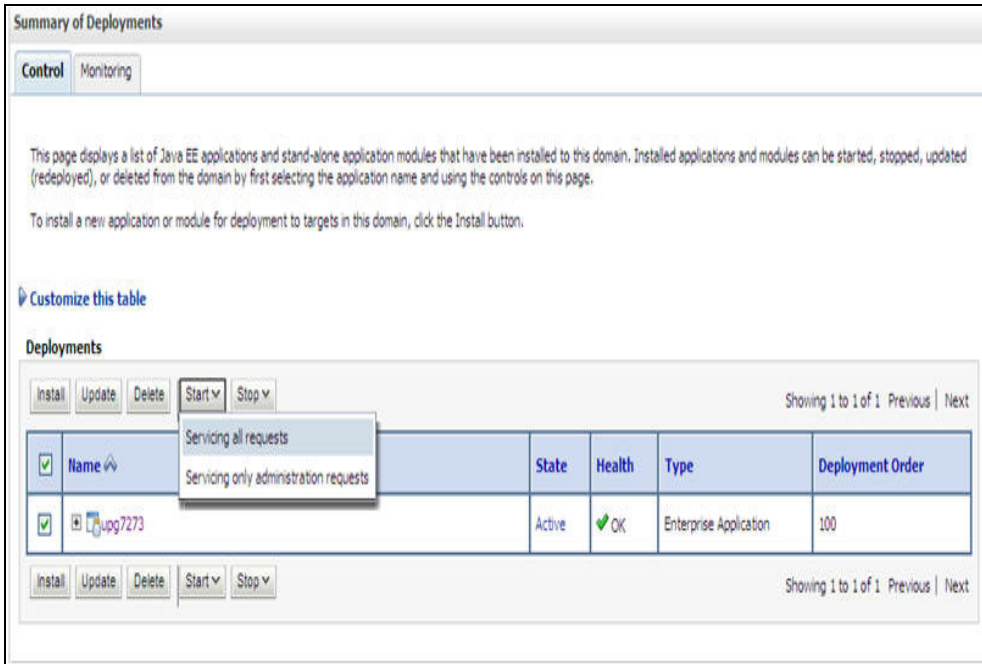 Summary of Deployments
Control Monitoring
This page displays a list of Java EE applications and stand-alone application modules that have been installed to this domain. Installed applications and modules can be started, stopped, updated
(redeployed), or deleted from the domain by first selecting the application name and using the controls on this page.
To install a new application or module for deployment to targets in this domain, click the Install button.
Customize this table
Deployments
Install Update Delete Start Stop Showing 1 to 1 of 1 Previous | Next
Servicing all requests
Servicing only administration requests
Name State Health Type Deployment Order
upg7273 Active OK Enterprise Application 100
Install Update Delete Start Stop Showing 1 to 1 of 1 Previous | Next